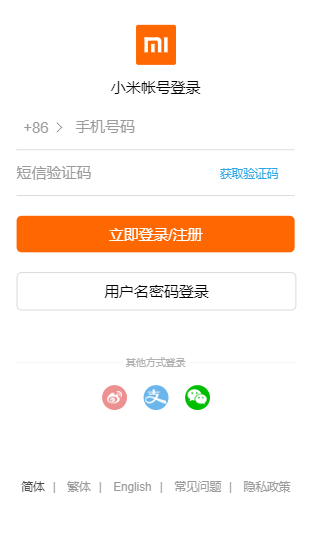 小米帐号登录
+86 > 手机号码
短信验证码 获取验证码
立即登录/注册
用户名密码登录
其他方式登录
简体 | 繁体 | English | 常见问题 | 隐私政策